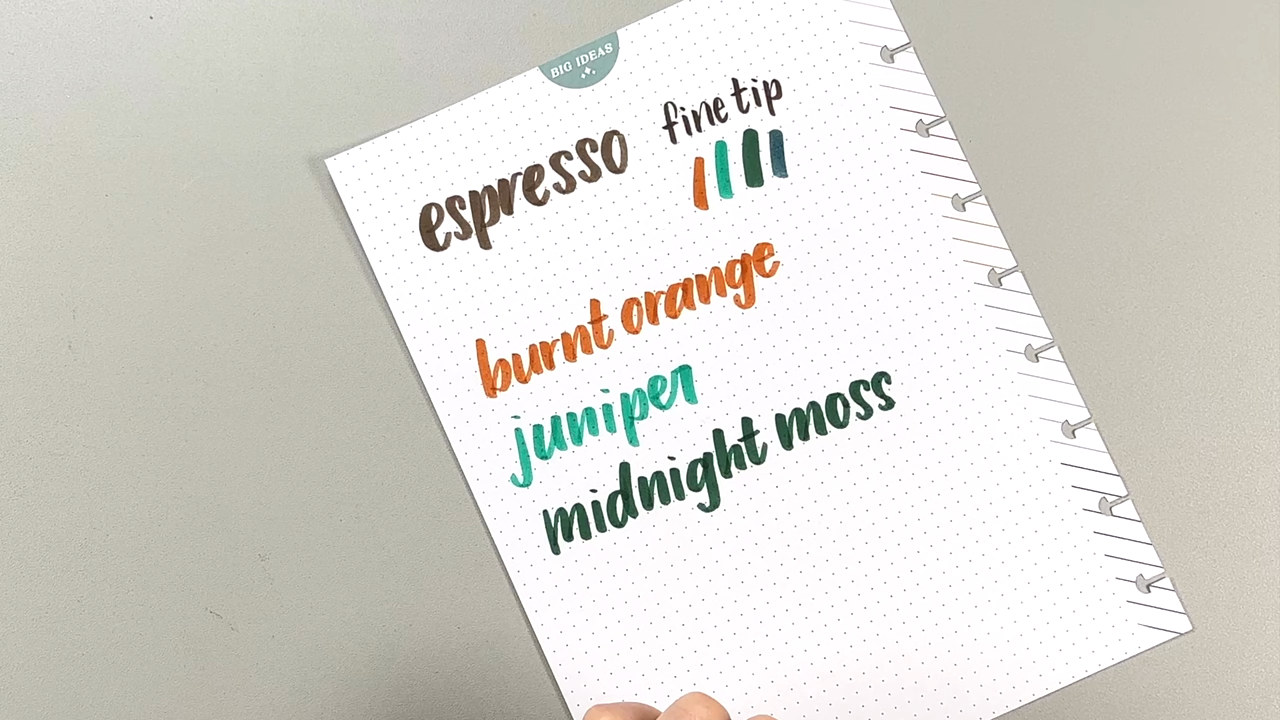 BIG IDEAS
fine tip
espresso
burnt orange
juniper
midnight moss